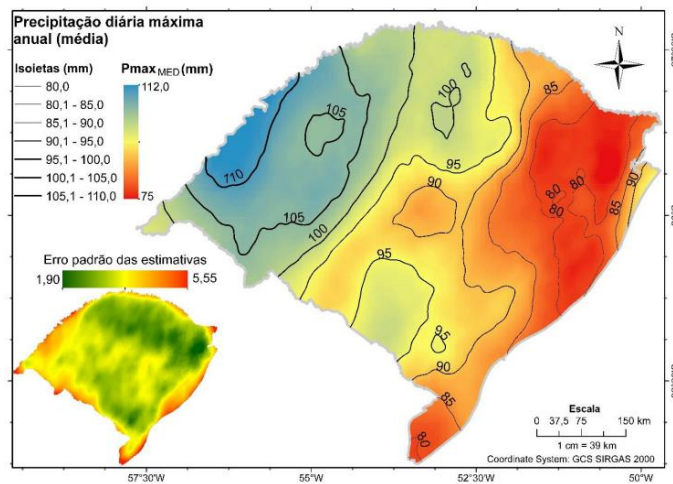 Precipitação diária máxima
anual (média)
Isoietas (mm)
80,0
80,1 - 85,0
85,1 - 90,0
90,1 - 95,0
95,1 - 100,0
100,1 - 105,0
105,1 - 110,0
PmaxMED (mm)
112,0
75
N
85
100
105
110
95
90
90
85
80
80
80
105
100
95
95
90
85
80
Erro padrão das estimativas
1,90
5,55
Escala
0 37,5 75 150 km
1 cm = 39 km
Coordinate System: GCS SIRGAS 2000
57°30'W 55°W 52°30'W 50°W